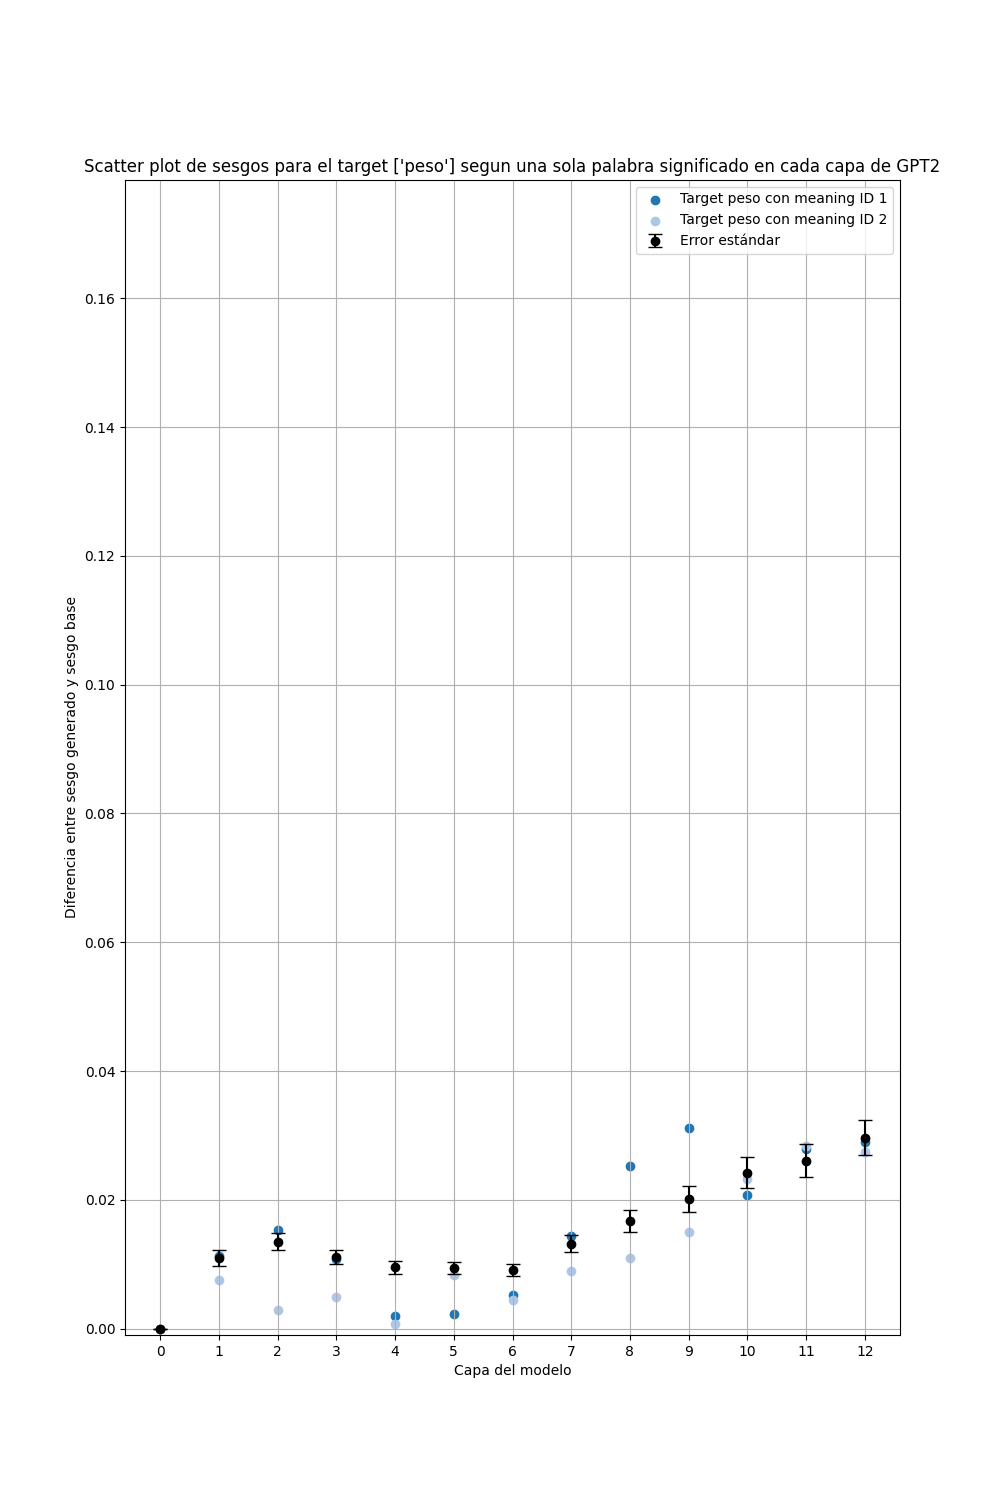 Scatter plot de sesgos para el target ['peso'] segun una sola palabra significado en cada capa de GPT2
Target peso con meaning ID 1
Target peso con meaning ID 2
Error estándar
0.16
0.14
0.12
0.10
0.08
0.06
0.04
0.02
0.00
Diferencia entre sesgo generado y sesgo base
0 1 2 3 4 5 6 7 8 9 10 11 12
Capa del modelo